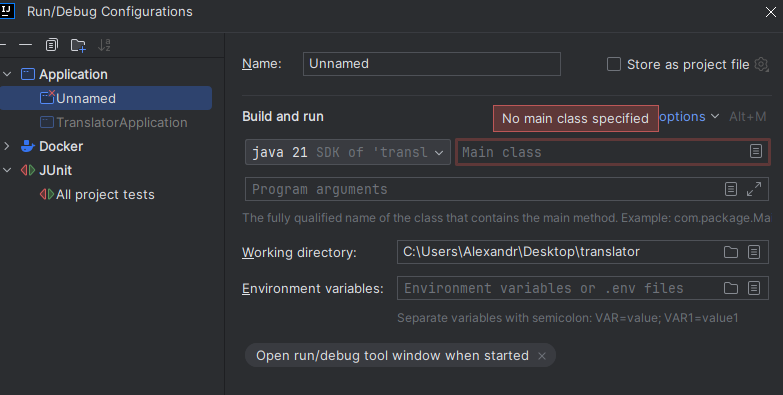 IJ Run/Debug Configurations
Application
Unnamed
TranslatorApplication
Docker
JUnit
All project tests
Name: Unnamed
Store as project file
Build and run
No main class specified
options Alt+M
java 21 SDK of 'transl
Main class
Program arguments
The fully qualified name of the class that contains the main method. Example: com.package.Ma
Working directory: C:\Users\Alexandr\Desktop\translator
Environment variables: Environment variables or .env files
Separate variables with semicolon: VAR=value; VAR1=value1
Open run/debug tool window when started